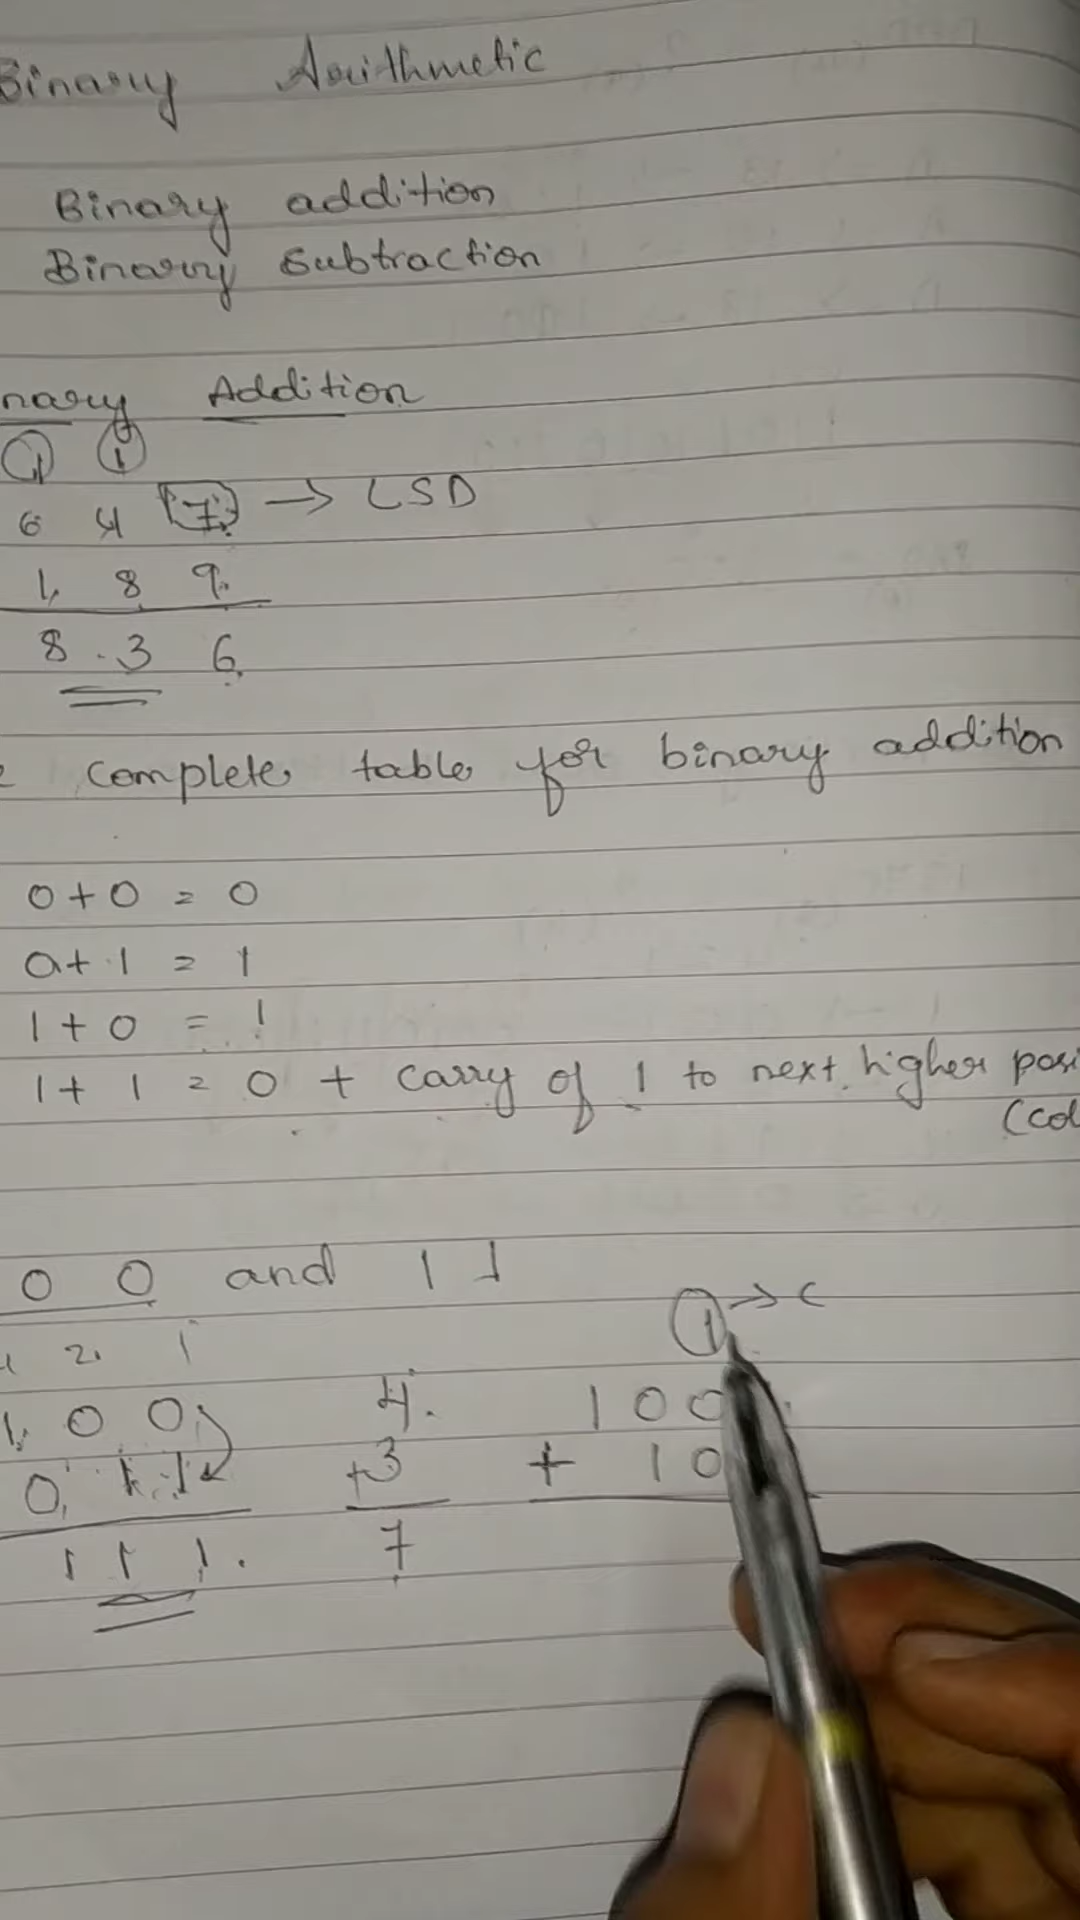 Binary Arithmetic
Binary addition
Binary Subtraction
Addition
1 1
6 4 7 → LSD
1 8 9
8 3 6
complete table for binary addition
0 + 0 = 0
0 + 1 = 1
1 + 0 = 1
1 + 1 = 0 + carry of 1 to next higher
0 0 and 1 1
2 1
1 → C
1 0 0 4 1 0 0
0 1 1 + 3 + 1 0
1 1 1 7